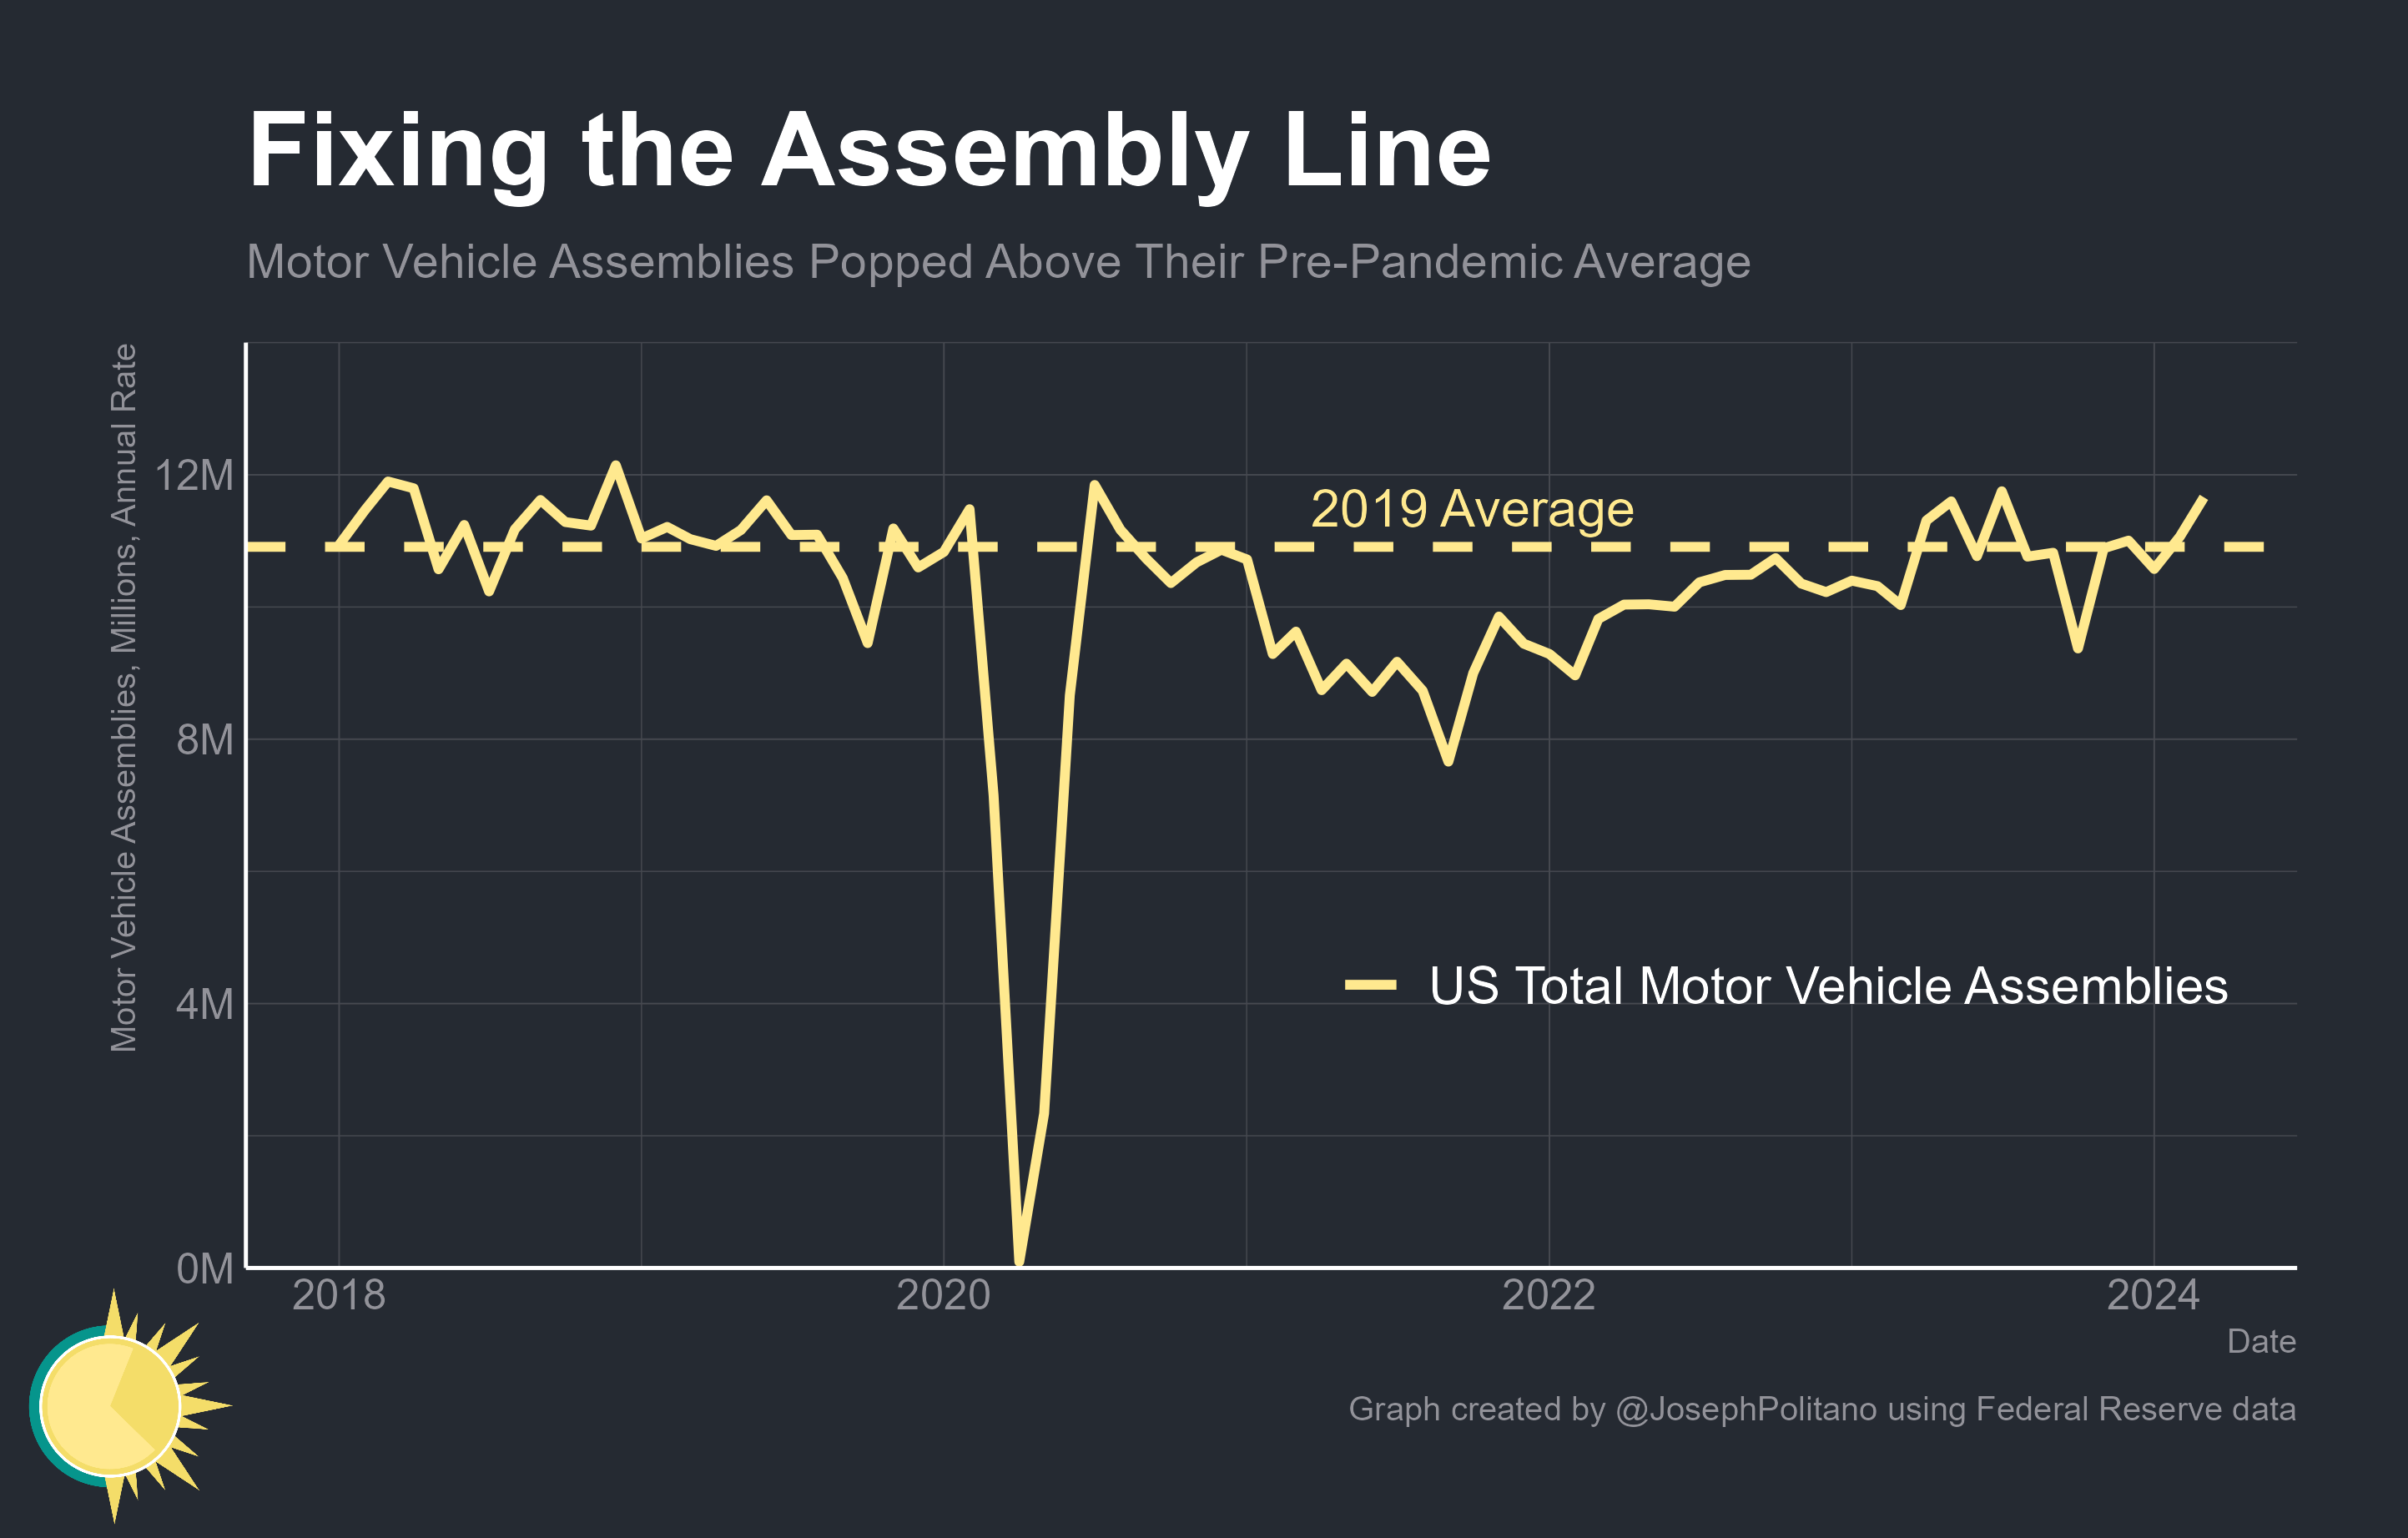 Fixing the Assembly Line
Motor Vehicle Assemblies Popped Above Their Pre-Pandemic Average
Motor Vehicle Assemblies, Millions, Annual Rate
12M
8M
4M
0M
2019 Average
US Total Motor Vehicle Assemblies
2018
2020
2022
2024
Date
Graph created by @JosephPolitano using Federal Reserve data